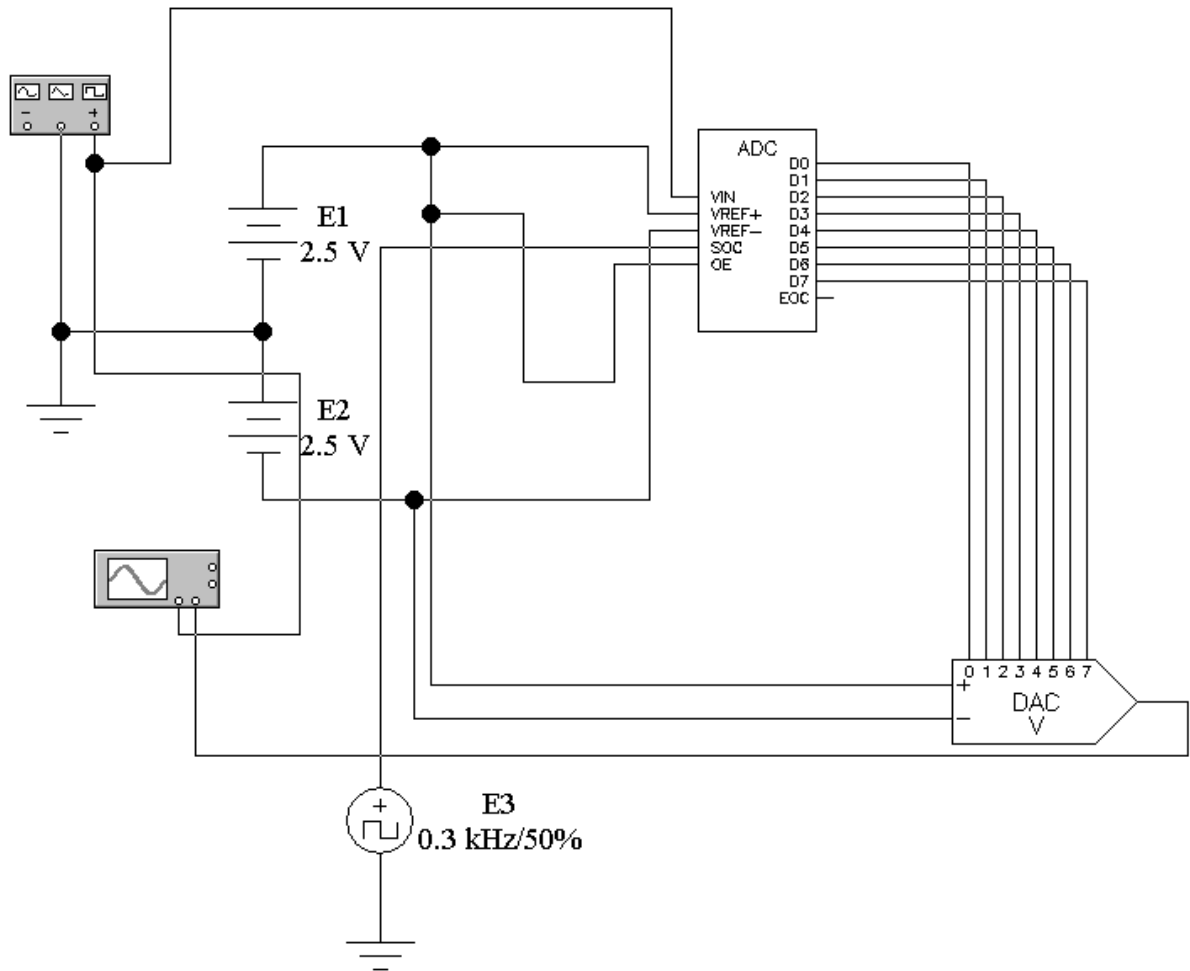 −
+
E1
2.5 V
E2
2.5 V
ADC
VIN
VREF+
VREF−
SOC
OE
D0
D1
D2
D3
D4
D5
D6
D7
EOC
0 1 2 3 4 5 6 7
+
DAC
−
V
+
E3
0.3 kHz/50%